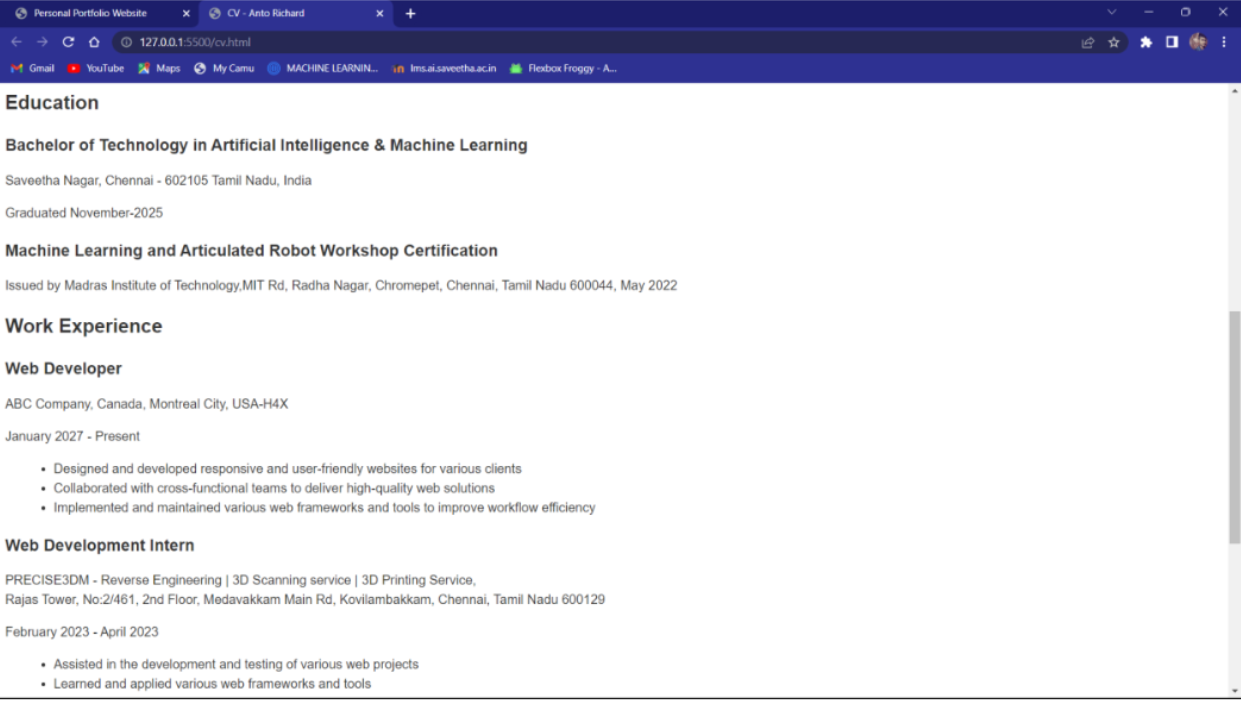 Personal Portfolio Website
CV - Anto Richard
127.0.0.1:5500/cv.html
Gmail YouTube Maps My Camu MACHINE LEARNIN... lms.ai.saveetha.ac.in Flexbox Froggy - A...
Education
Bachelor of Technology in Artificial Intelligence & Machine Learning
Saveetha Nagar, Chennai - 602105 Tamil Nadu, India
Graduated November-2025
Machine Learning and Articulated Robot Workshop Certification
Issued by Madras Institute of Technology,MIT Rd, Radha Nagar, Chromepet, Chennai, Tamil Nadu 600044, May 2022
Work Experience
Web Developer
ABC Company, Canada, Montreal City, USA-H4X
January 2027 - Present
• Designed and developed responsive and user-friendly websites for various clients
• Collaborated with cross-functional teams to deliver high-quality web solutions
• Implemented and maintained various web frameworks and tools to improve workflow efficiency
Web Development Intern
PRECISE3DM - Reverse Engineering | 3D Scanning service | 3D Printing Service,
Rajas Tower, No:2/461, 2nd Floor, Medavakkam Main Rd, Kovilambakkam, Chennai, Tamil Nadu 600129
February 2023 - April 2023
• Assisted in the development and testing of various web projects
• Learned and applied various web frameworks and tools